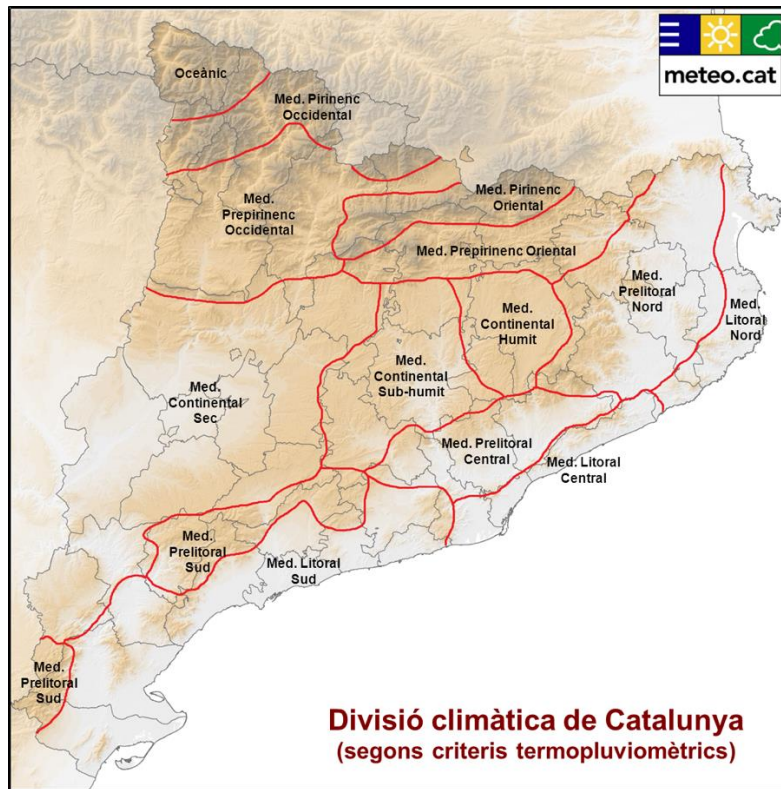 meteo.cat
Oceànic
Med. Pirinenc
Occidental
Med.
Prepirinenc
Occidental
Med. Pirinenc
Oriental
Med. Prepirinenc Oriental
Med.
Prelitoral
Nord
Med.
Litoral
Nord
Med.
Continental
Humit
Med.
Continental
Sub-humit
Med.
Continental
Sec
Med. Prelitoral
Central
Med. Litoral
Central
Med.
Prelitoral
Sud
Med. Litoral
Sud
Med.
Prelitoral
Sud
Divisió climàtica de Catalunya
(segons criteris termopluviomètrics)